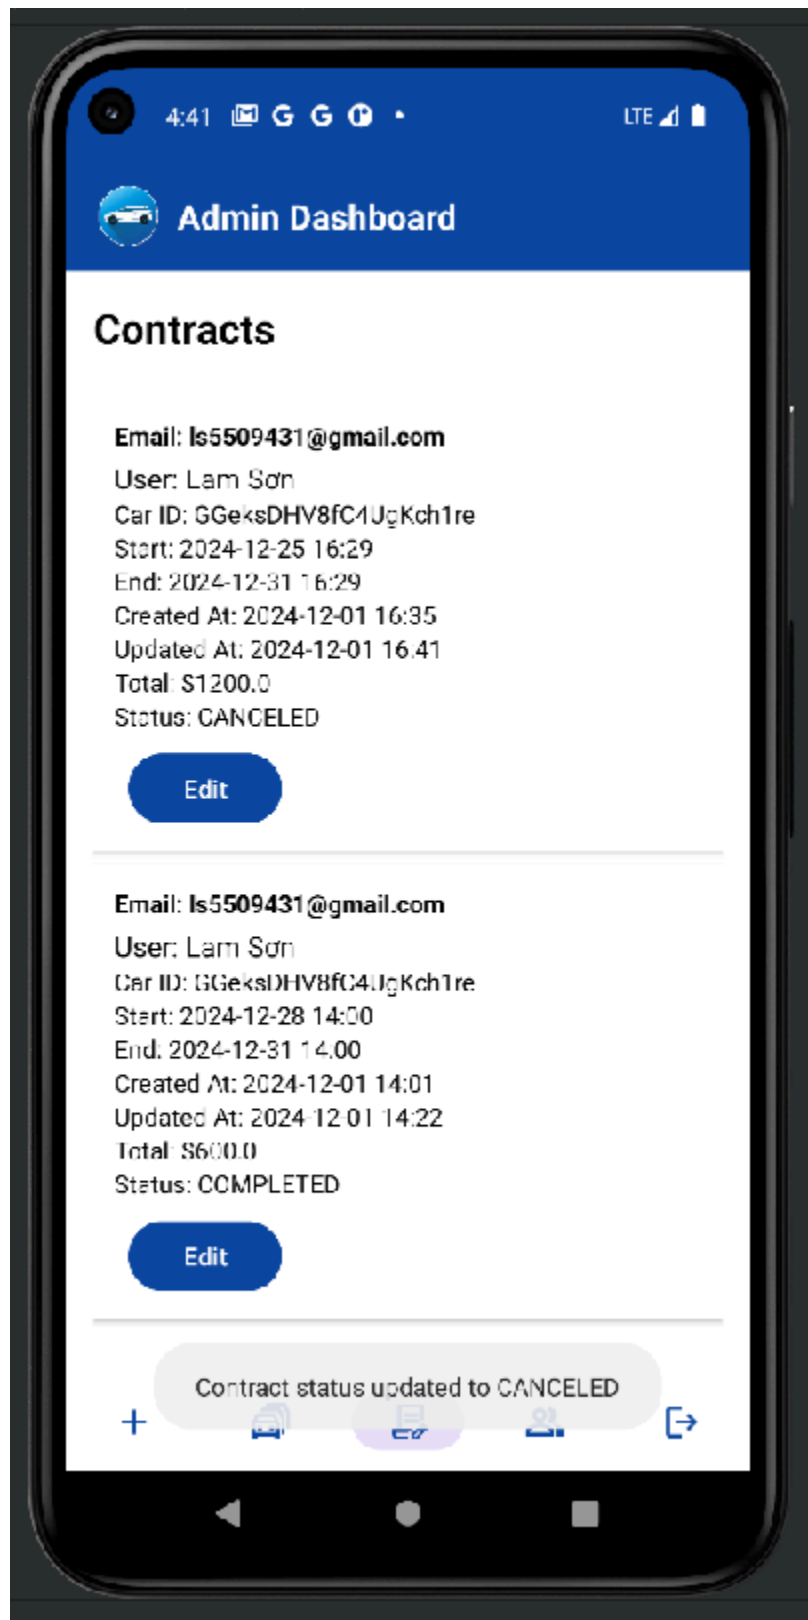 4:41
LTE
Admin Dashboard
Contracts
Email: ls5509431@gmail.com
User: Lam Sơn
Car ID: GGeksDHV8fC4UgKch1re
Start: 2024-12-25 16:29
End: 2024-12-31 16:29
Created At: 2024-12-01 16:35
Updated At: 2024-12-01 16:41
Total: $1200.0
Status: CANCELED
Edit
Email: ls5509431@gmail.com
User: Lam Sơn
Car ID: GGeksDHV8fC4UgKch1re
Start: 2024-12-28 14:00
End: 2024-12-31 14:00
Created At: 2024-12-01 14:01
Updated At: 2024-12-01 14:22
Total: $600.0
Status: COMPLETED
Edit
Contract status updated to CANCELED